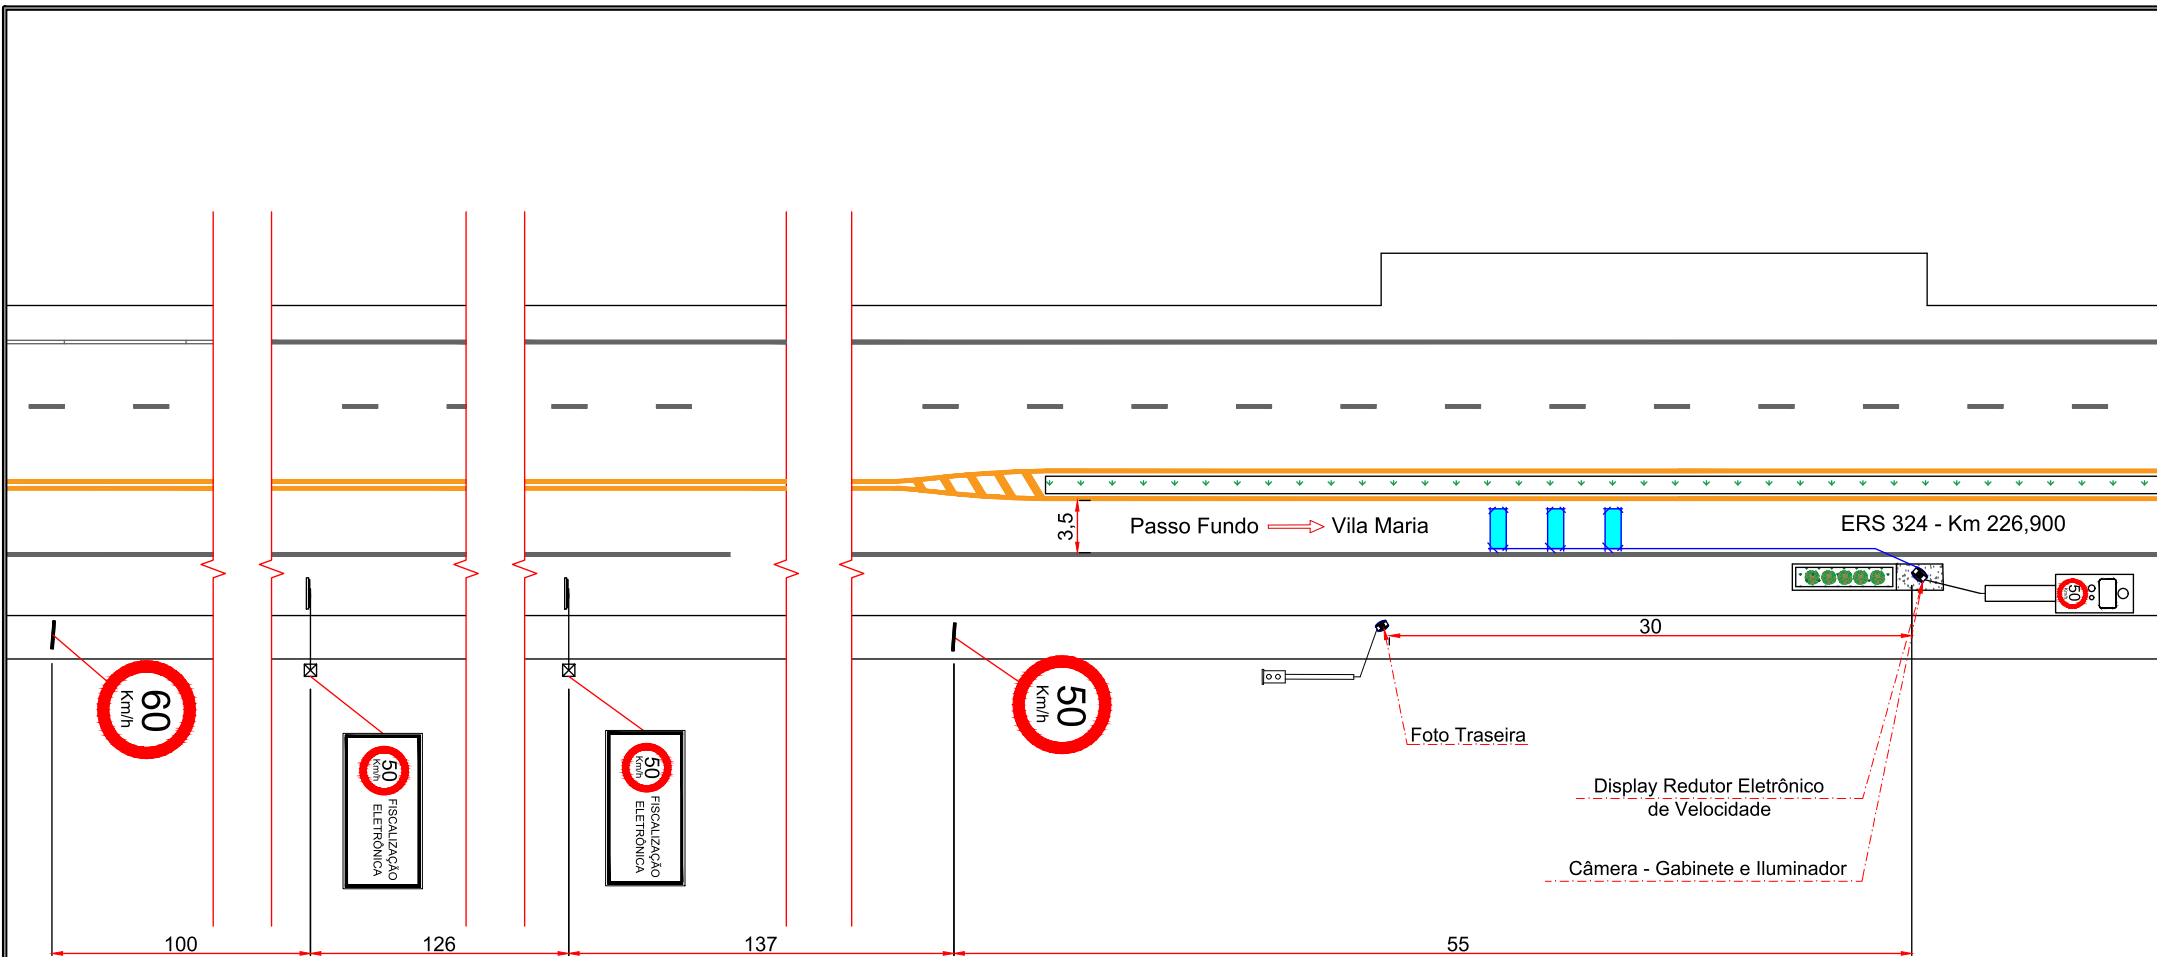 3,5
Passo Fundo
Vila Maria
ERS 324 - Km 226,900
50
30
60
Km/h
50
Km/h
FISCALIZAÇÃO
ELETRÔNICA
50
Km/h
FISCALIZAÇÃO
ELETRÔNICA
50
Km/h
Foto Traseira
Display Redutor Eletrônico
de Velocidade
Câmera - Gabinete e Iluminador
100
126
137
55